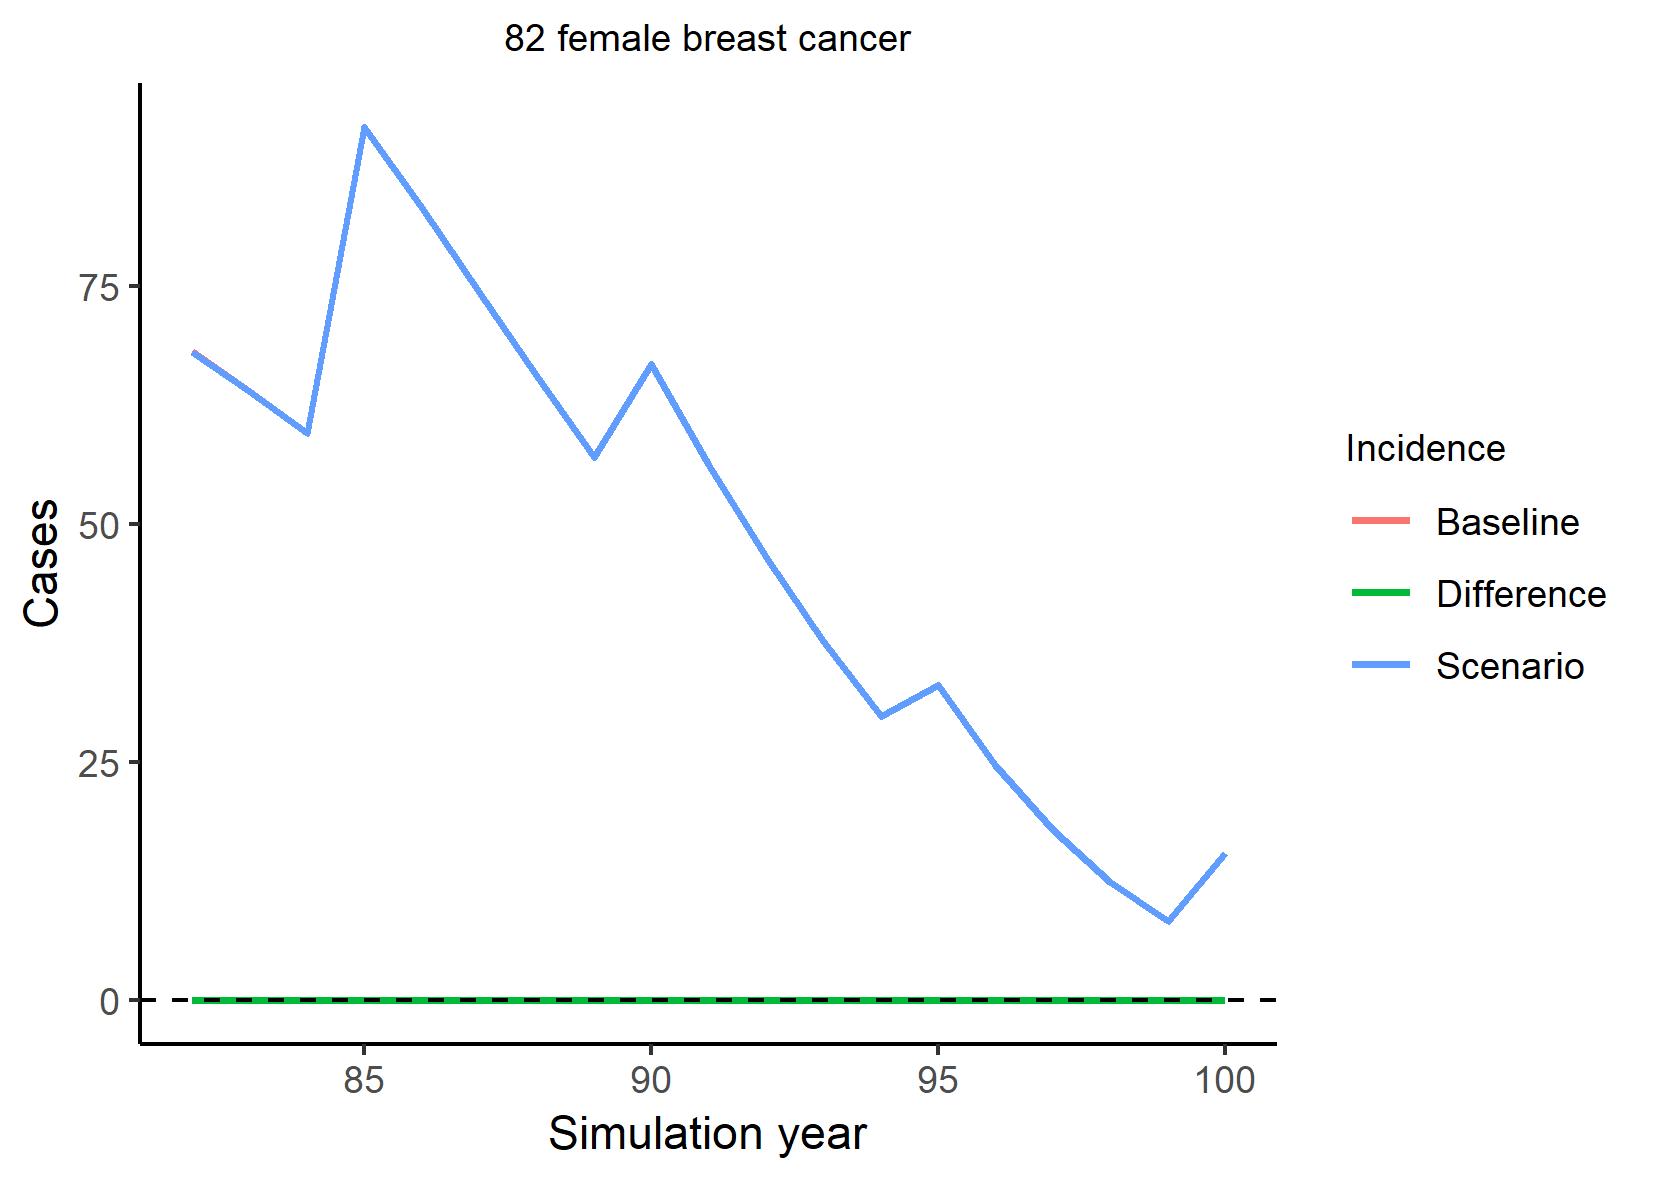 82 female breast cancer
Cases
75
50
25
0
85 90 95 100
Simulation year
Incidence
Baseline
Difference
Scenario